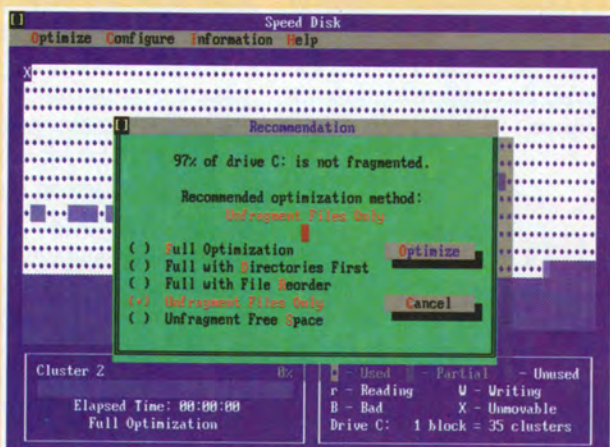 Speed Disk
Optimize Configure Information Help
X
Recommendation
97% of drive C: is not fragmented.
Recommended optimization method:
Unfragment Files Only
( ) Full Optimization
Optimize
( ) Full with Directories First
( ) Full with File Reorder
(•) Unfragment Files Only
Cancel
( ) Unfragment Free Space
Cluster 2 0%
Elapsed Time: 00:00:00
Full Optimization
- Used - Partial - Unused
r - Reading W - Writing
B - Bad X - Unmovable
Drive C: 1 block = 35 clusters